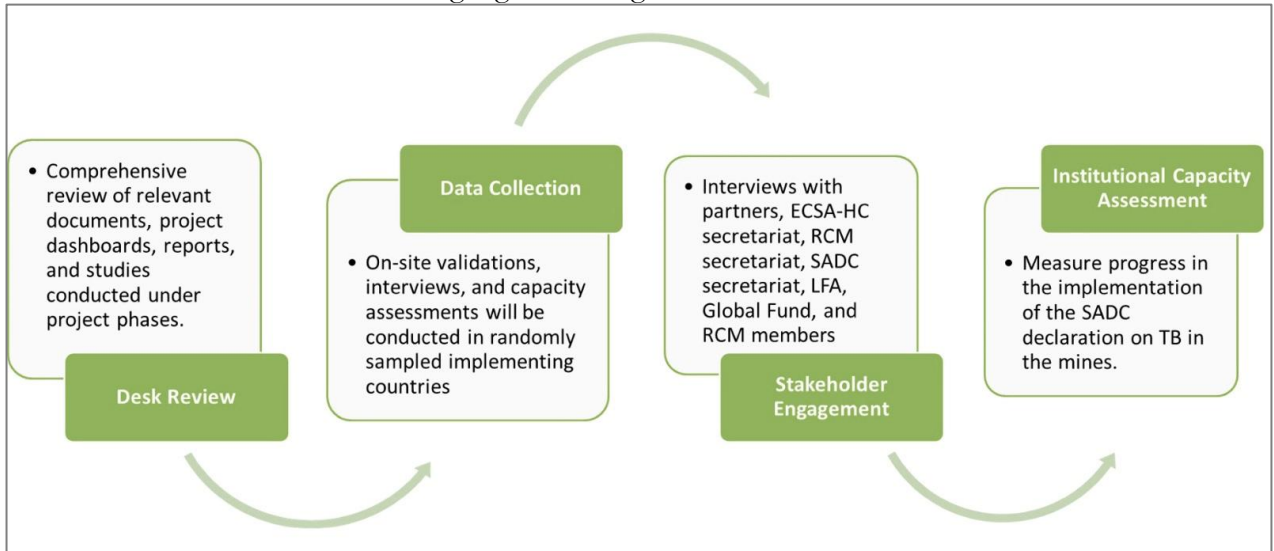 • Comprehensive
review of relevant
documents, project
dashboards, reports,
and studies
conducted under
project phases.
Desk Review
Data Collection
• On-site validations,
interviews, and capacity
assessments will be
conducted in randomly
sampled implementing
countries
• Interviews with
partners, ECSA-HC
secretariat, RCM
secretariat, SADC
secretariat, LFA,
Global Fund, and
RCM members
Stakeholder
Engagement
Institutional Capacity
Assessment
• Measure progress in
the implementation
of the SADC
declaration on TB in
the mines.